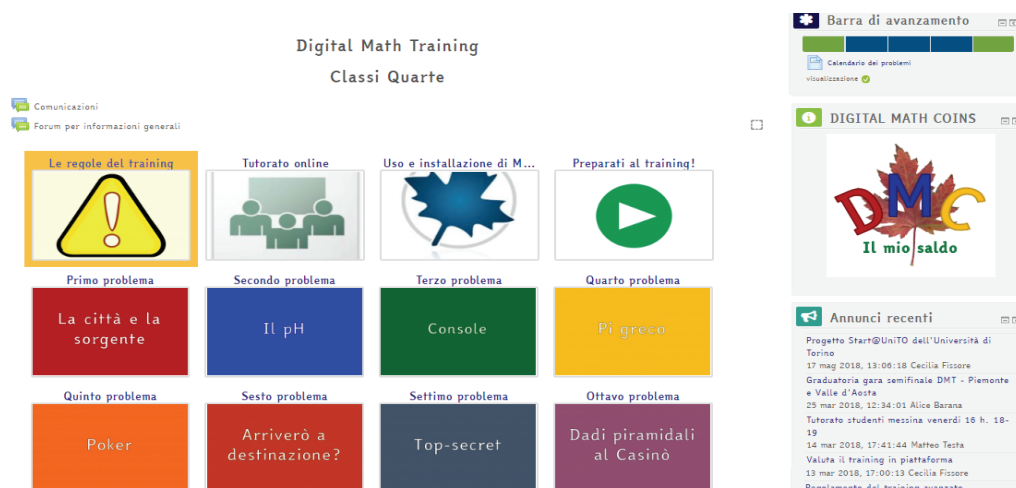 Digital Math Training
Classi Quarte
Comunicazioni
Forum per informazioni generali
Le regole del training
Tutorato online
Uso e installazione di M...
Preparati al training!
Primo problema
Secondo problema
Terzo problema
Quarto problema
La città e la
sorgente
Il pH
Console
Pi greco
Quinto problema
Sesto problema
Settimo problema
Ottavo problema
Poker
Arriverò a
destinazione?
Top-secret
Dadi piramidali
al Casinò
Barra di avanzamento
Calendario dei problemi
visualizzazione
DIGITAL MATH COINS
DMC
Il mio saldo
Annunci recenti
Progetto Start@UniTO dell'Università di
Torino
17 mag 2018, 13:06:18 Cecilia Fissore
Graduatoria gara semifinale DMT - Piemonte
e Valle d'Aosta
25 mar 2018, 12:34:01 Alice Barana
Tutorato studenti messina venerdì 16 h. 18-
19
14 mar 2018, 17:41:44 Matteo Testa
Valuta il training in piattaforma
13 mar 2018, 17:00:13 Cecilia Fissore
Regolamento del training avanzato